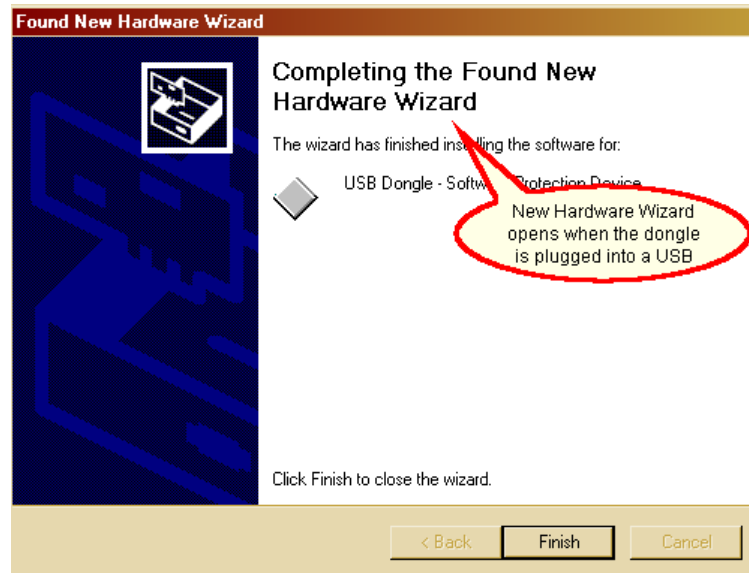 Found New Hardware Wizard
Completing the Found New
Hardware Wizard
The wizard has finished installing the software for:
USB Dongle - Software Protection Device
New Hardware Wizard
opens when the dongle
is plugged into a USB
Click Finish to close the wizard.
< Back
Finish
Cancel